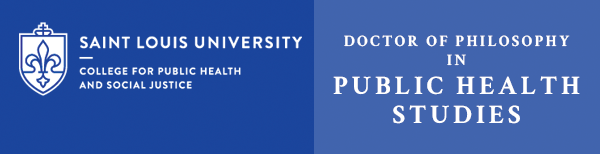 SAINT LOUIS UNIVERSITY
COLLEGE FOR PUBLIC HEALTH
AND SOCIAL JUSTICE
DOCTOR OF PHILOSOPHY
IN
PUBLIC HEALTH
STUDIES